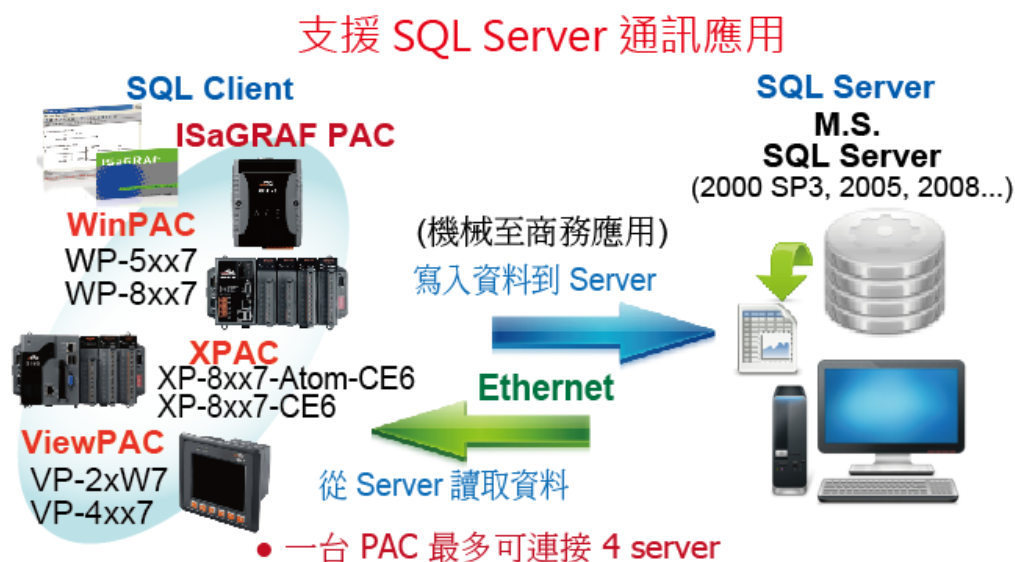 支援 SQL Server 通訊應用
SQL Client
ISaGRAF PAC
ISaGRAF
WinPAC
WP-5xx7
WP-8xx7
XPAC
XP-8xx7-Atom-CE6
XP-8xx7-CE6
ViewPAC
VP-2xW7
VP-4xx7
(機械至商務應用)
寫入資料到 Server
Ethernet
從 Server 讀取資料
SQL Server
M.S.
SQL Server
(2000 SP3, 2005, 2008...)
● 一台 PAC 最多可連接 4 server